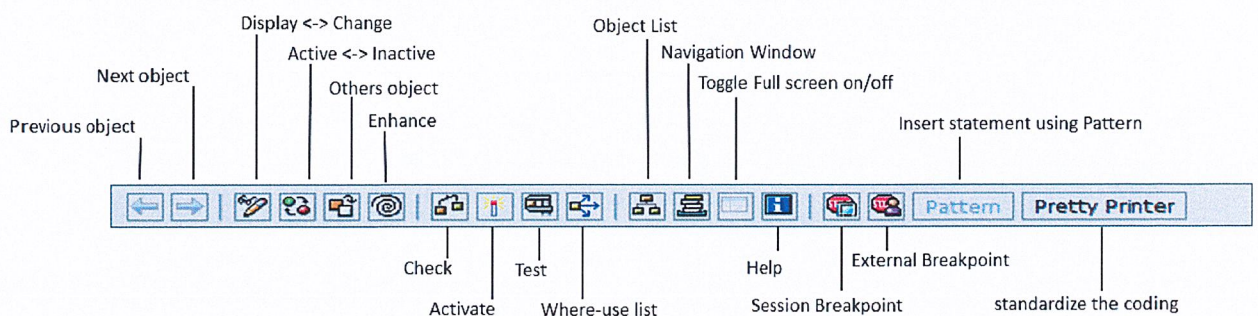 Display <-> Change
Object List
Active <-> Inactive
Navigation Window
Next object
Toggle Full screen on/off
Others object
Previous object
Enhance
Insert statement using Pattern
Pattern
Pretty Printer
Check
Test
Help
External Breakpoint
Activate
Where-use list
Session Breakpoint
standardize the coding